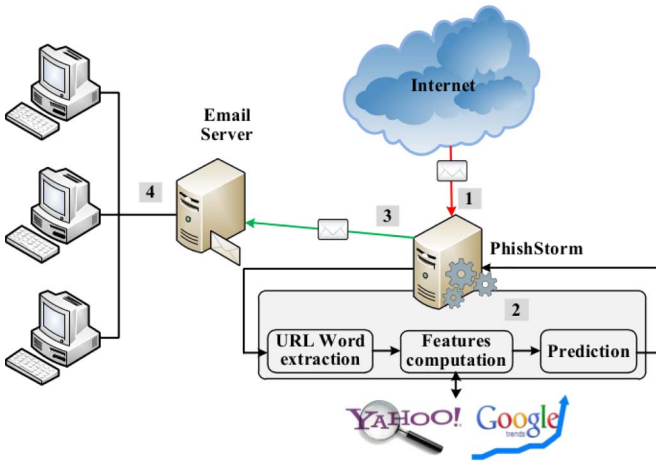 Internet
Email
Server
4
1
3
PhishStorm
2
URL Word
extraction
Features
computation
Prediction
YAHOO!
Google
trends